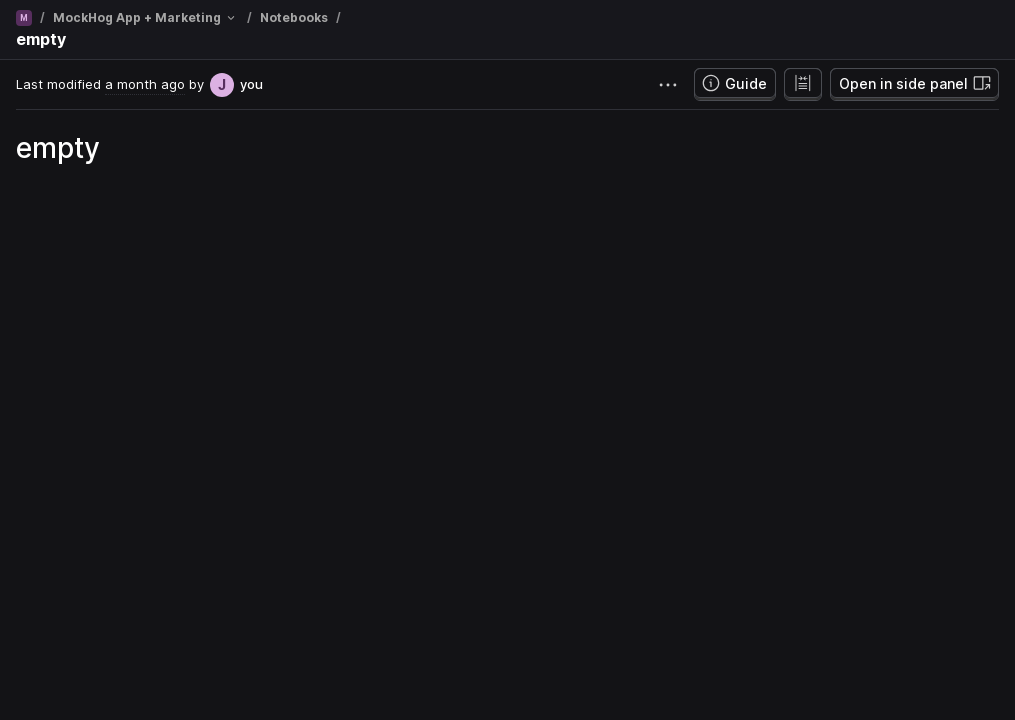 M / MockHog App + Marketing / Notebooks /
empty
Last modified a month ago by J you
Guide
Open in side panel
empty